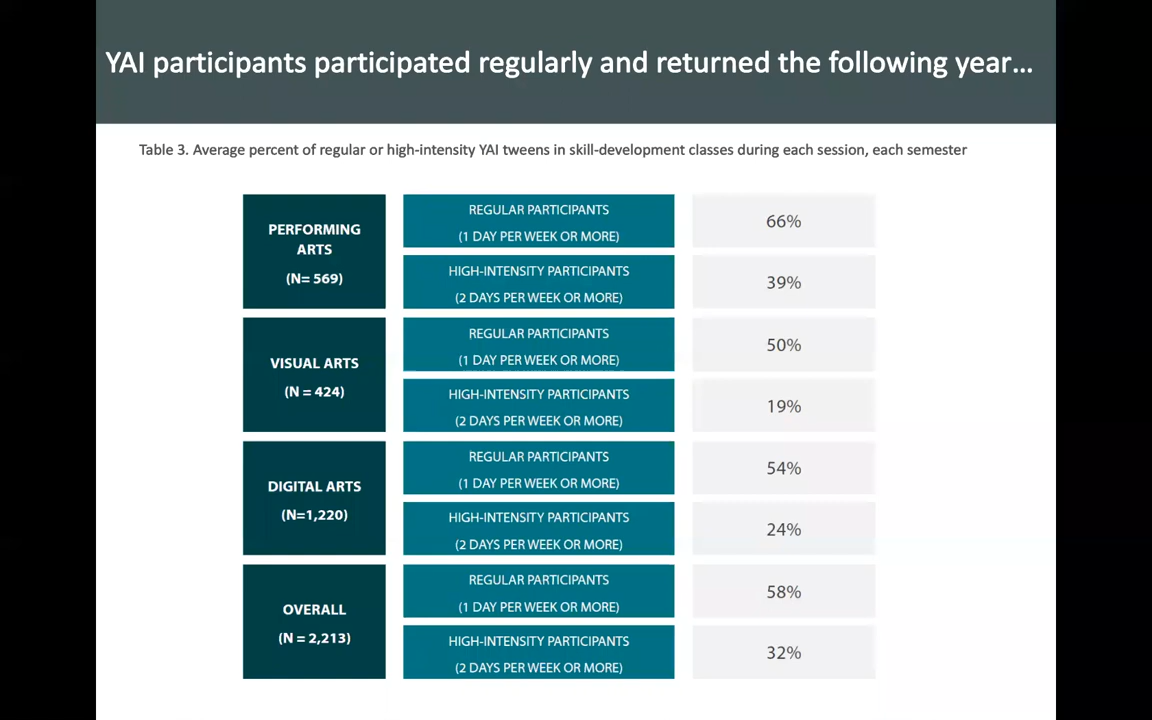 YAI participants participated regularly and returned the following year…
Table 3. Average percent of regular or high-intensity YAI tweens in skill-development classes during each session, each semester
PERFORMING
ARTS
(N= 569)
REGULAR PARTICIPANTS
(1 DAY PER WEEK OR MORE)
66%
HIGH-INTENSITY PARTICIPANTS
(2 DAYS PER WEEK OR MORE)
39%
VISUAL ARTS
(N = 424)
REGULAR PARTICIPANTS
(1 DAY PER WEEK OR MORE)
50%
HIGH-INTENSITY PARTICIPANTS
(2 DAYS PER WEEK OR MORE)
19%
DIGITAL ARTS
(N=1,220)
REGULAR PARTICIPANTS
(1 DAY PER WEEK OR MORE)
54%
HIGH-INTENSITY PARTICIPANTS
(2 DAYS PER WEEK OR MORE)
24%
OVERALL
(N = 2,213)
REGULAR PARTICIPANTS
(1 DAY PER WEEK OR MORE)
58%
HIGH-INTENSITY PARTICIPANTS
(2 DAYS PER WEEK OR MORE)
32%